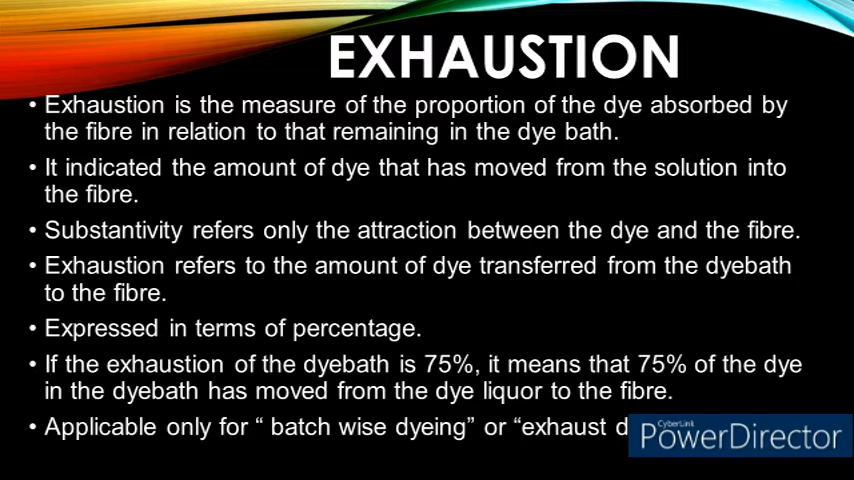 EXHAUSTION
• Exhaustion is the measure of the proportion of the dye absorbed by
the fibre in relation to that remaining in the dye bath.
• It indicated the amount of dye that has moved from the solution into
the fibre.
• Substantivity refers only the attraction between the dye and the fibre.
• Exhaustion refers to the amount of dye transferred from the dyebath
to the fibre.
• Expressed in terms of percentage.
• If the exhaustion of the dyebath is 75%, it means that 75% of the dye
in the dyebath has moved from the dye liquor to the fibre.
• Applicable only for “ batch wise dyeing” or “exhaust
CyberLink
PowerDirector